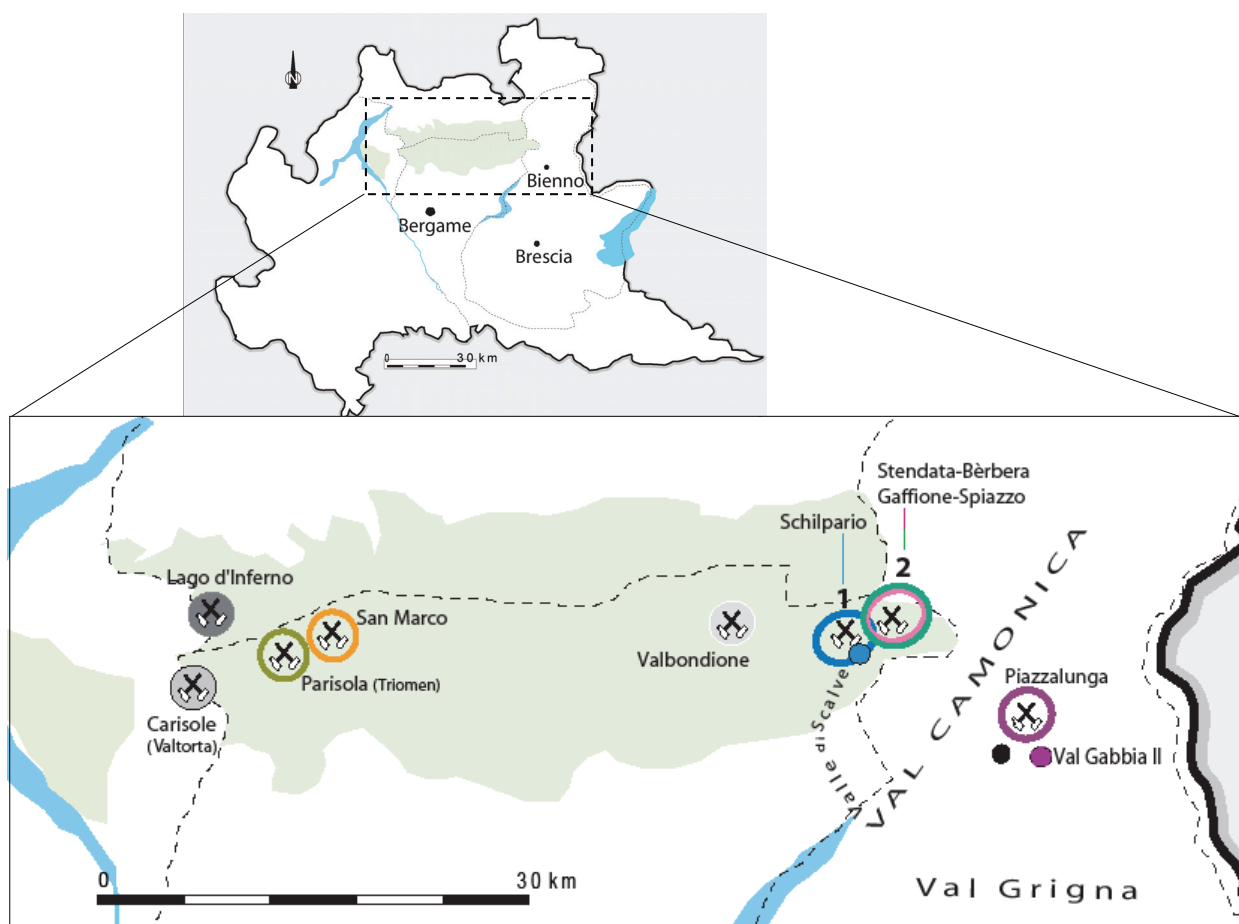 N
Bienno
Bergame
Brescia
0 30 km
Stendata-Bèrbera
Gaffione-Spiazzo
Schilpario
2
Lago d'Inferno
1
San Marco
Valbondione
Parisola (Triomen)
Carisole
(Valtorta)
Valle di Scalve
VAL CAMONICA
Piazzalunga
Val Gabbia II
0 30 km
Val Grigna